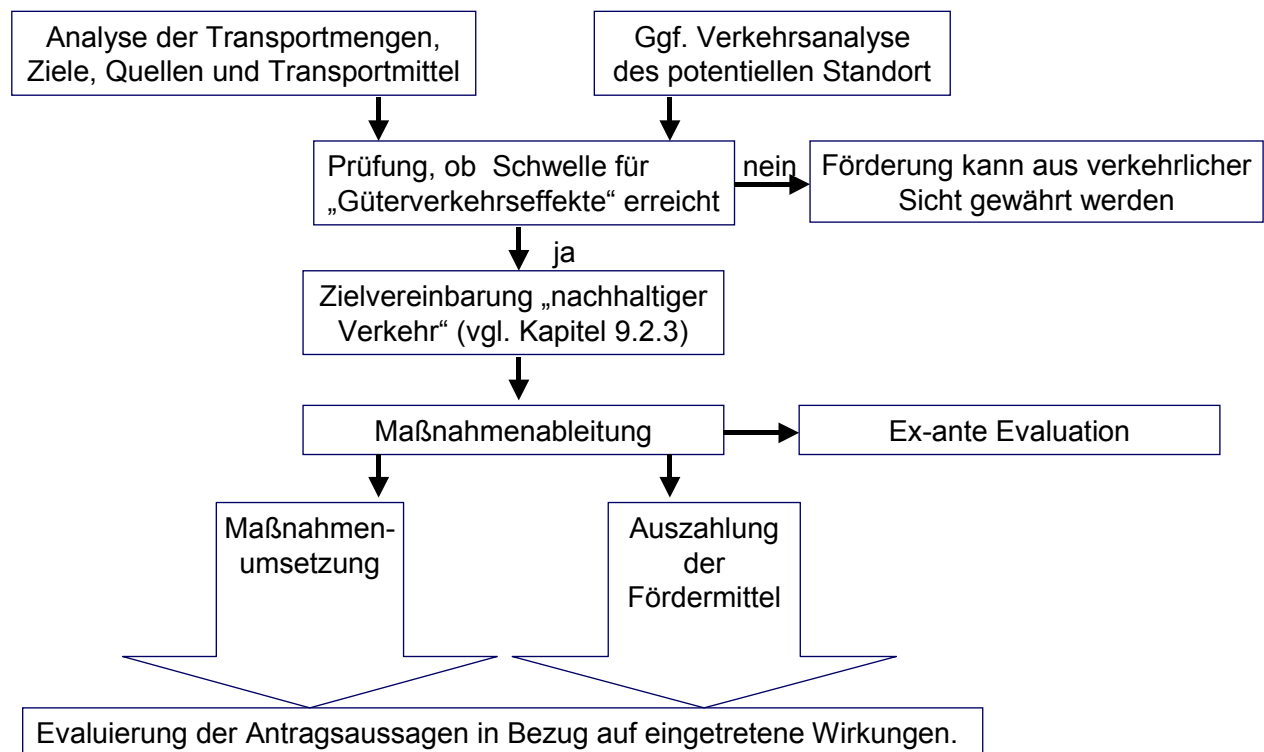 Analyse der Transportmengen,
Ziele, Quellen und Transportmittel
Ggf. Verkehrsanalyse
des potentiellen Standort
Prüfung, ob Schwelle für
„Güterverkehrseffekte“ erreicht
nein
Förderung kann aus verkehrlicher
Sicht gewährt werden
ja
Zielvereinbarung „nachhaltiger
Verkehr“ (vgl. Kapitel 9.2.3)
Maßnahmenableitung
Ex-ante Evaluation
Maßnahmen-
umsetzung
Auszahlung
der
Fördermittel
Evaluierung der Antragsaussagen in Bezug auf eingetretene Wirkungen.